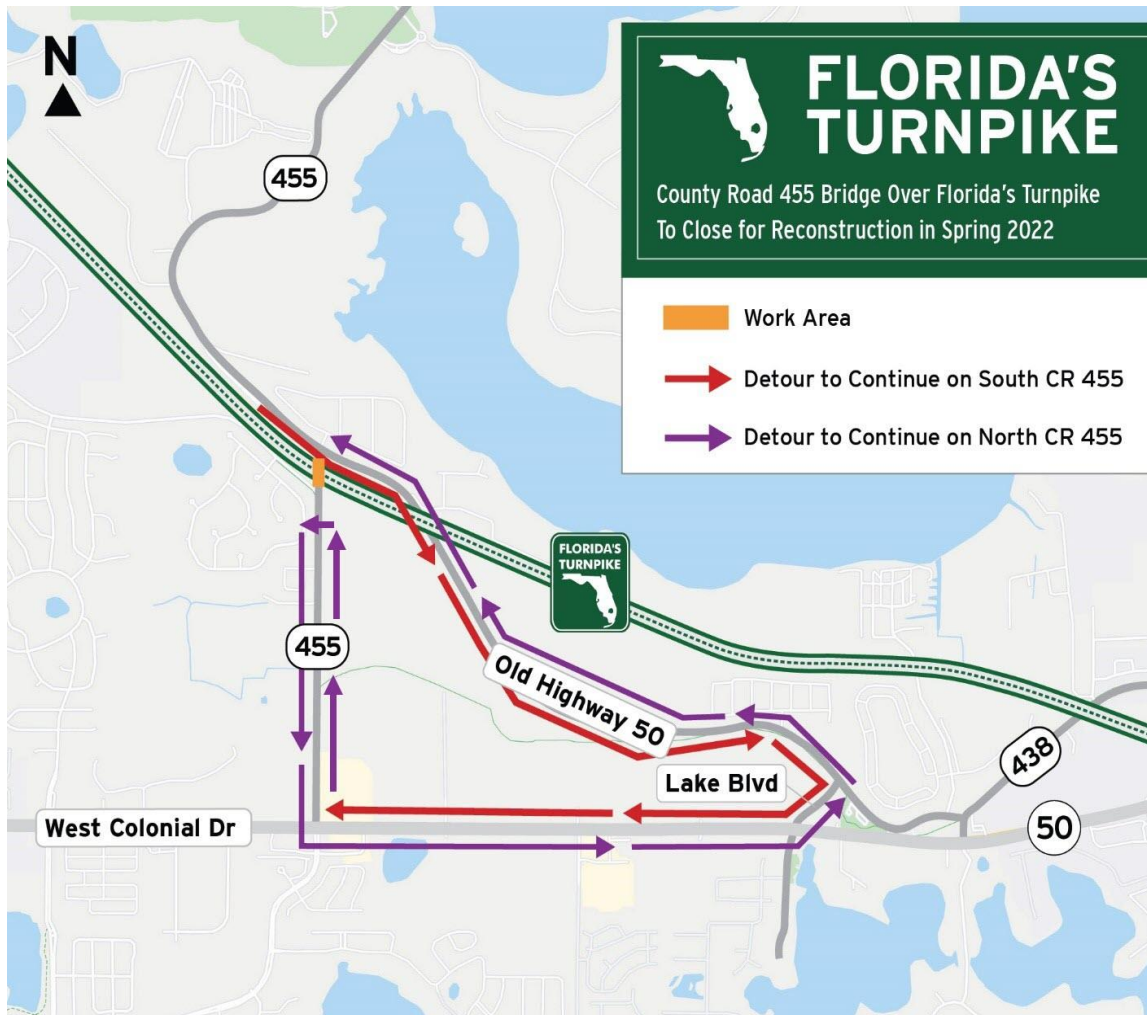 N
FLORIDA'S
TURNPIKE
County Road 455 Bridge Over Florida's Turnpike
To Close for Reconstruction in Spring 2022
Work Area
Detour to Continue on South CR 455
Detour to Continue on North CR 455
455
FLORIDA'S
TURNPIKE
455
Old Highway 50
Lake Blvd
438
West Colonial Dr
50